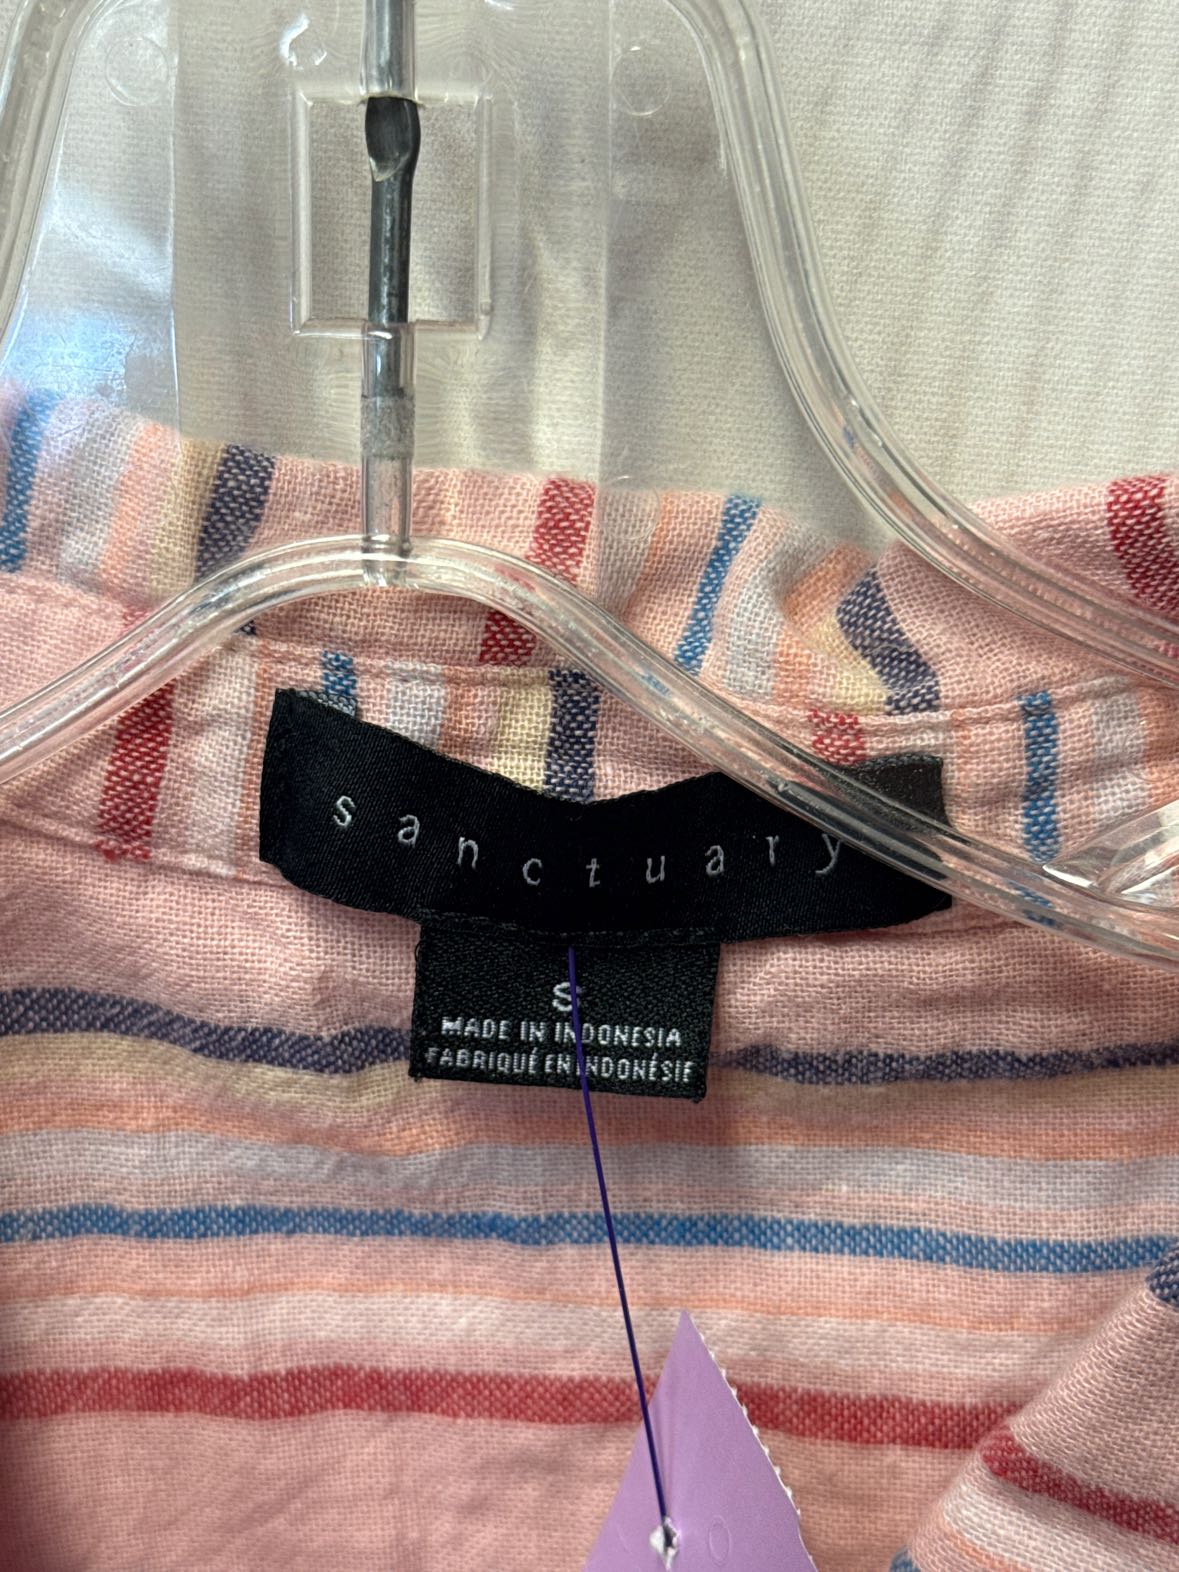 sanctuary
S
MADE IN INDONESIA
FABRIQUÉ EN INDONÉSIE